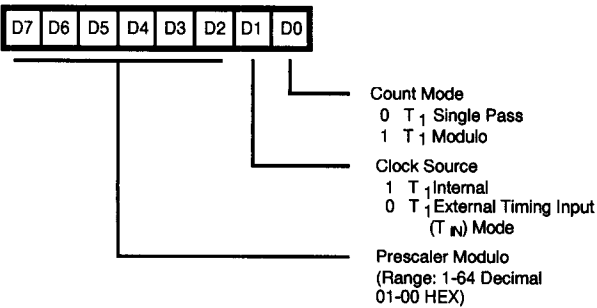 D7 D6 D5 D4 D3 D2 D1 D0
Count Mode
0 T1 Single Pass
1 T1 Modulo
Clock Source
1 T1 Internal
0 T1 External Timing Input
(TIN) Mode
Prescaler Modulo
(Range: 1-64 Decimal
01-00 HEX)